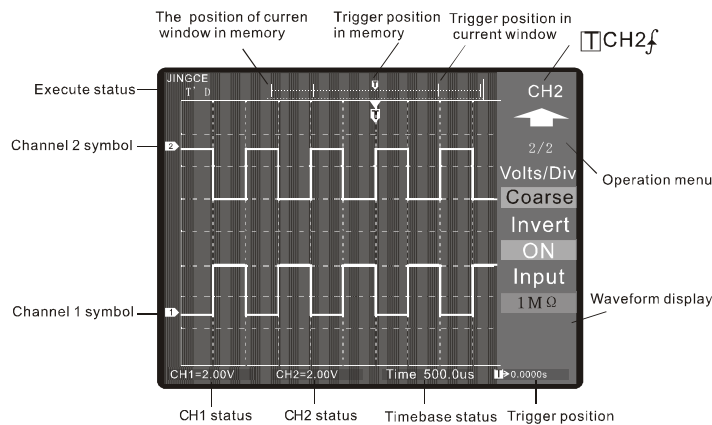 The position of curren
window in memory
Trigger position
in memory
Trigger position in
current window
T CH2
Execute status
JINGCE
T' D
T
CH2
T
Channel 2 symbol
2
2/2
Volts/Div
Operation menu
Coarse
Invert
ON
Input
1MΩ
Waveform display
Channel 1 symbol
1
CH1=2.00V
CH2=2.00V
Time 500.0us
T 0.0000s
CH1 status
CH2 status
Timebase status
Trigger position